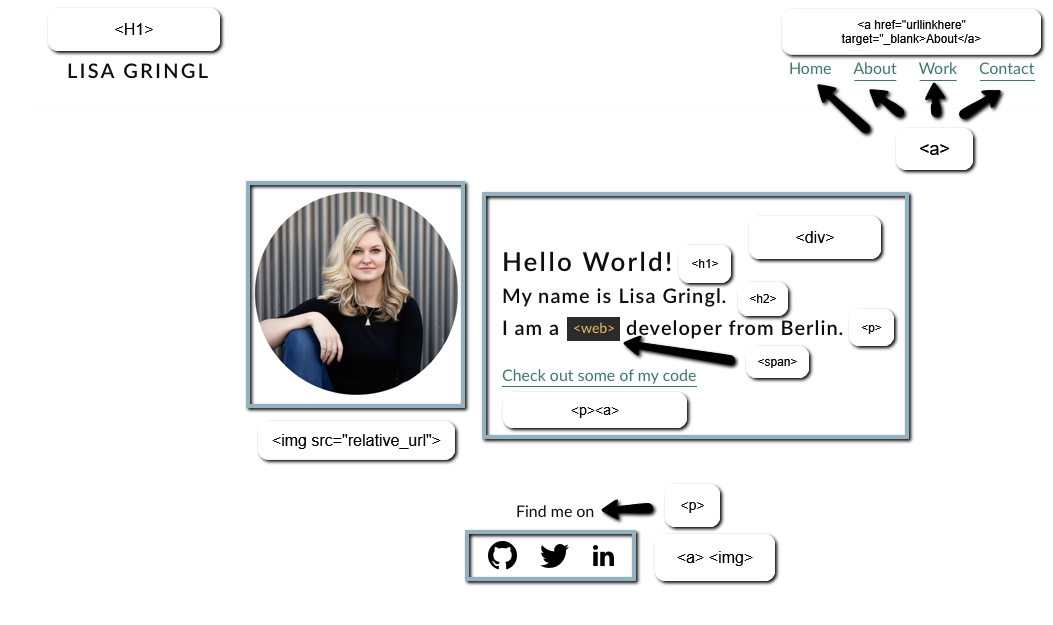 <H1>
LISA GRINGL
<a href="urllinkhere"
target="_blank>About</a>
Home About Work Contact
<a>
<div>
Hello World! <h1>
My name is Lisa Gringl. <h2>
I am a <web> developer from Berlin. <p>
<span>
Check out some of my code
<p><a>
<img src="relative_url">
Find me on <p>
in <a> <img>